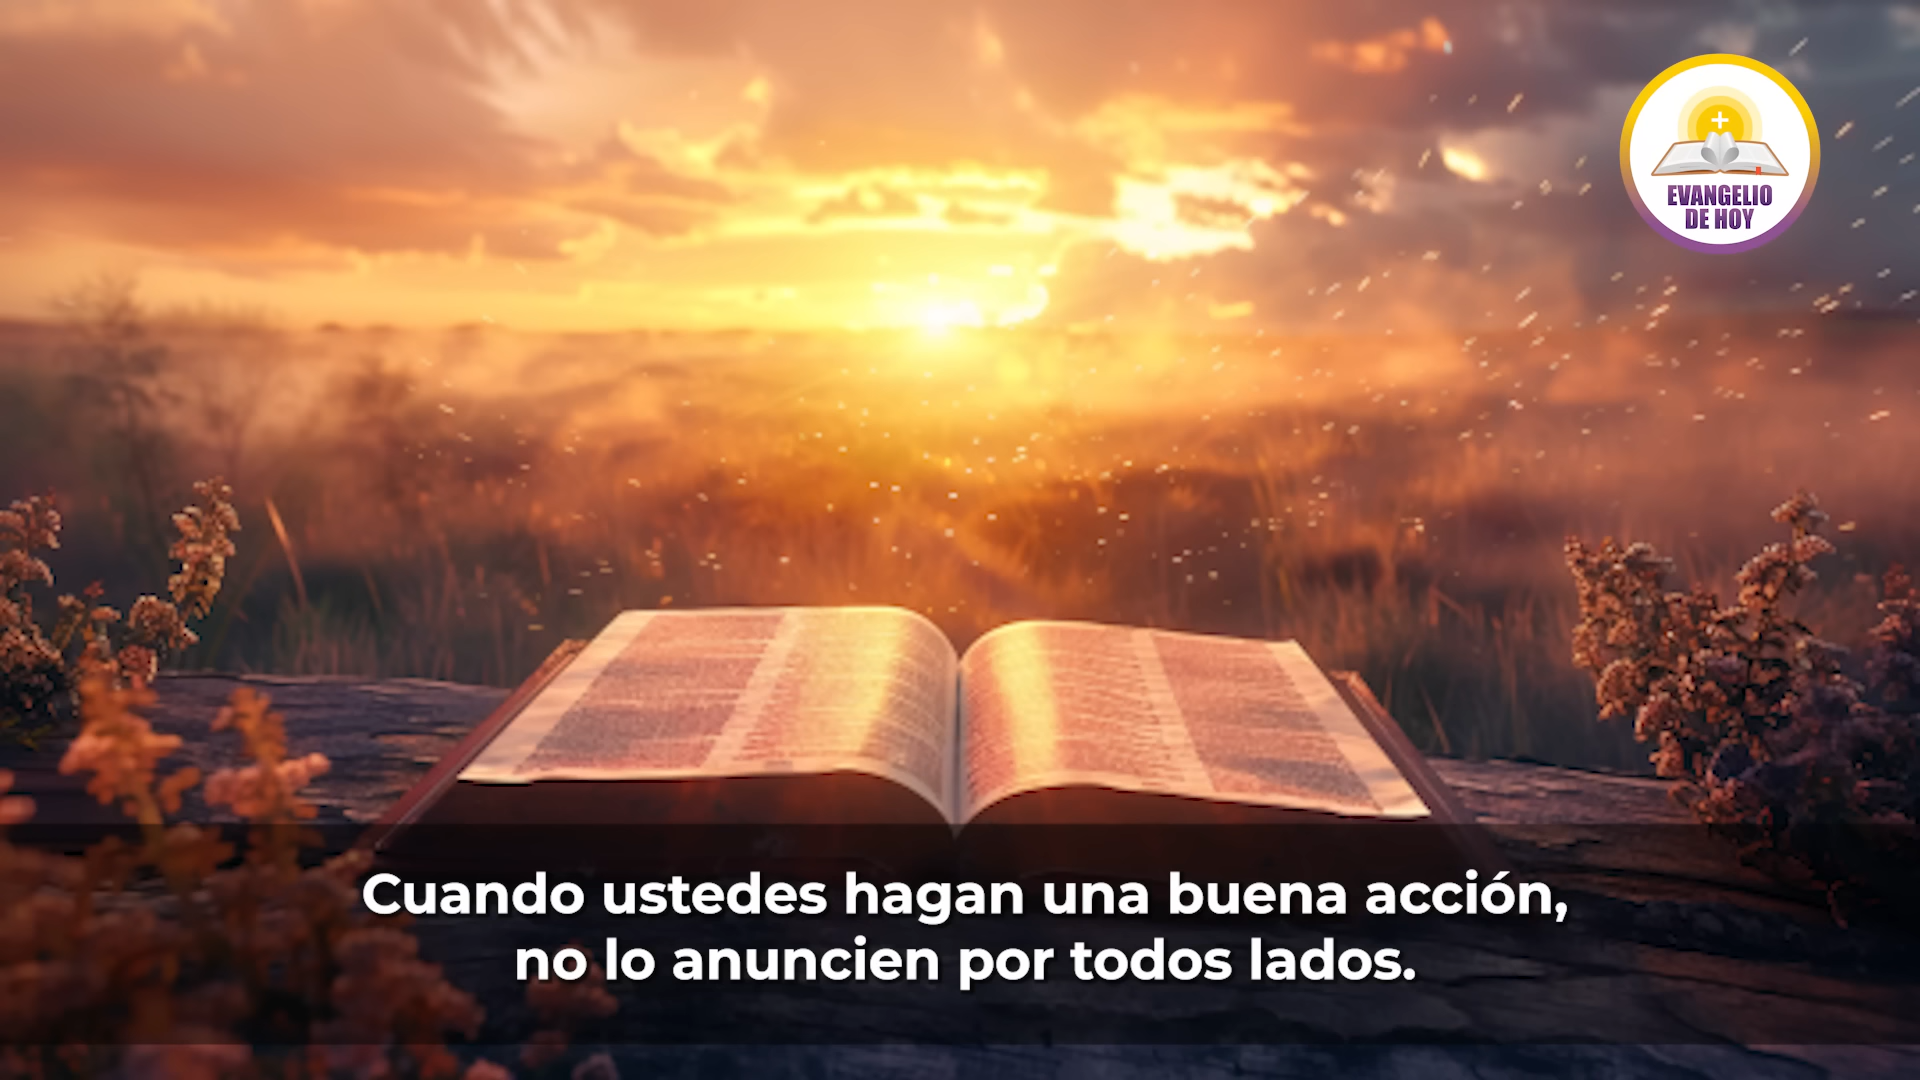 EVANGELIO
DE HOY
Cuando ustedes hagan una buena acción,
no lo anuncien por todos lados.